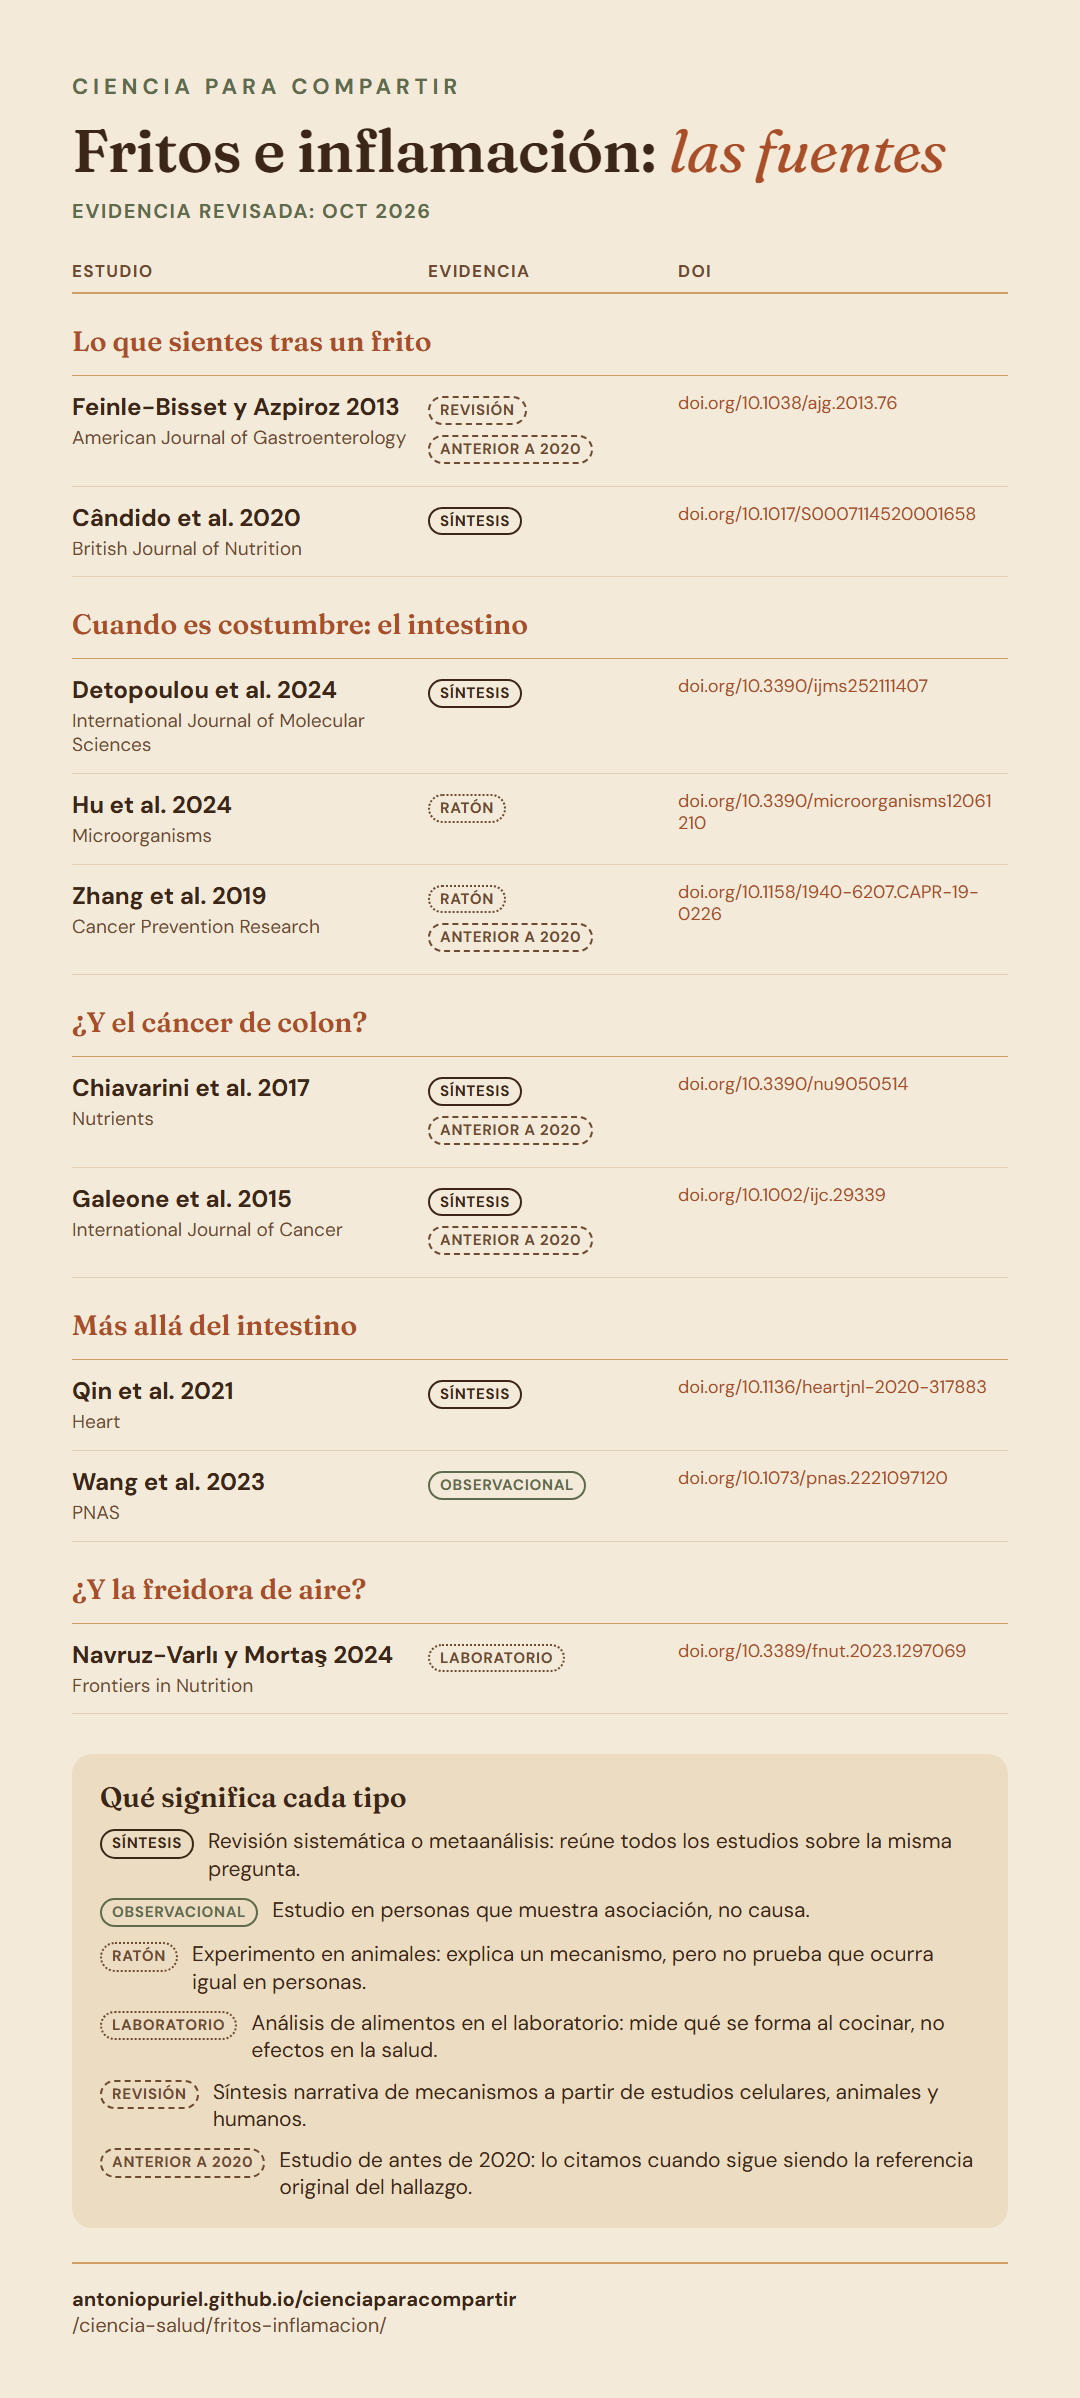 CIENCIA PARA COMPARTIR
Fritos e inflamación: las fuentes
EVIDENCIA REVISADA: OCT 2026
ESTUDIO EVIDENCIA DOI
Lo que sientes tras un frito
Feinle-Bisset y Azpiroz 2013 REVISIÓN doi.org/10.1038/ajg.2013.76
American Journal of Gastroenterology ANTERIOR A 2020
Cândido et al. 2020 SÍNTESIS doi.org/10.1017/S0007114520001658
British Journal of Nutrition
Cuando es costumbre: el intestino
Detopoulou et al. 2024 SÍNTESIS doi.org/10.3390/ijms252111407
International Journal of Molecular
Sciences
Hu et al. 2024 RATÓN doi.org/10.3390/microorganisms12061
Microorganisms 210
Zhang et al. 2019 RATÓN doi.org/10.1158/1940-6207.CAPR-19-
Cancer Prevention Research ANTERIOR A 2020 0226
¿Y el cáncer de colon?
Chiavarini et al. 2017 SÍNTESIS doi.org/10.3390/nu9050514
Nutrients ANTERIOR A 2020
Galeone et al. 2015 SÍNTESIS doi.org/10.1002/ijc.29339
International Journal of Cancer ANTERIOR A 2020
Más allá del intestino
Qin et al. 2021 SÍNTESIS doi.org/10.1136/heartjnl-2020-317883
Heart
Wang et al. 2023 OBSERVACIONAL doi.org/10.1073/pnas.2221097120
PNAS
¿Y la freidora de aire?
Navruz-Varlı y Mortaş 2024 LABORATORIO doi.org/10.3389/fnut.2023.1297069
Frontiers in Nutrition
Qué significa cada tipo
SÍNTESIS Revisión sistemática o metaanálisis: reúne todos los estudios sobre la misma
pregunta.
OBSERVACIONAL Estudio en personas que muestra asociación, no causa.
RATÓN Experimento en animales: explica un mecanismo, pero no prueba que ocurra
igual en personas.
LABORATORIO Análisis de alimentos en el laboratorio: mide qué se forma al cocinar, no
efectos en la salud.
REVISIÓN Síntesis narrativa de mecanismos a partir de estudios celulares, animales y
humanos.
ANTERIOR A 2020 Estudio de antes de 2020: lo citamos cuando sigue siendo la referencia
original del hallazgo.
antoniopuriel.github.io/cienciaparacompartir
/ciencia-salud/fritos-inflamacion/